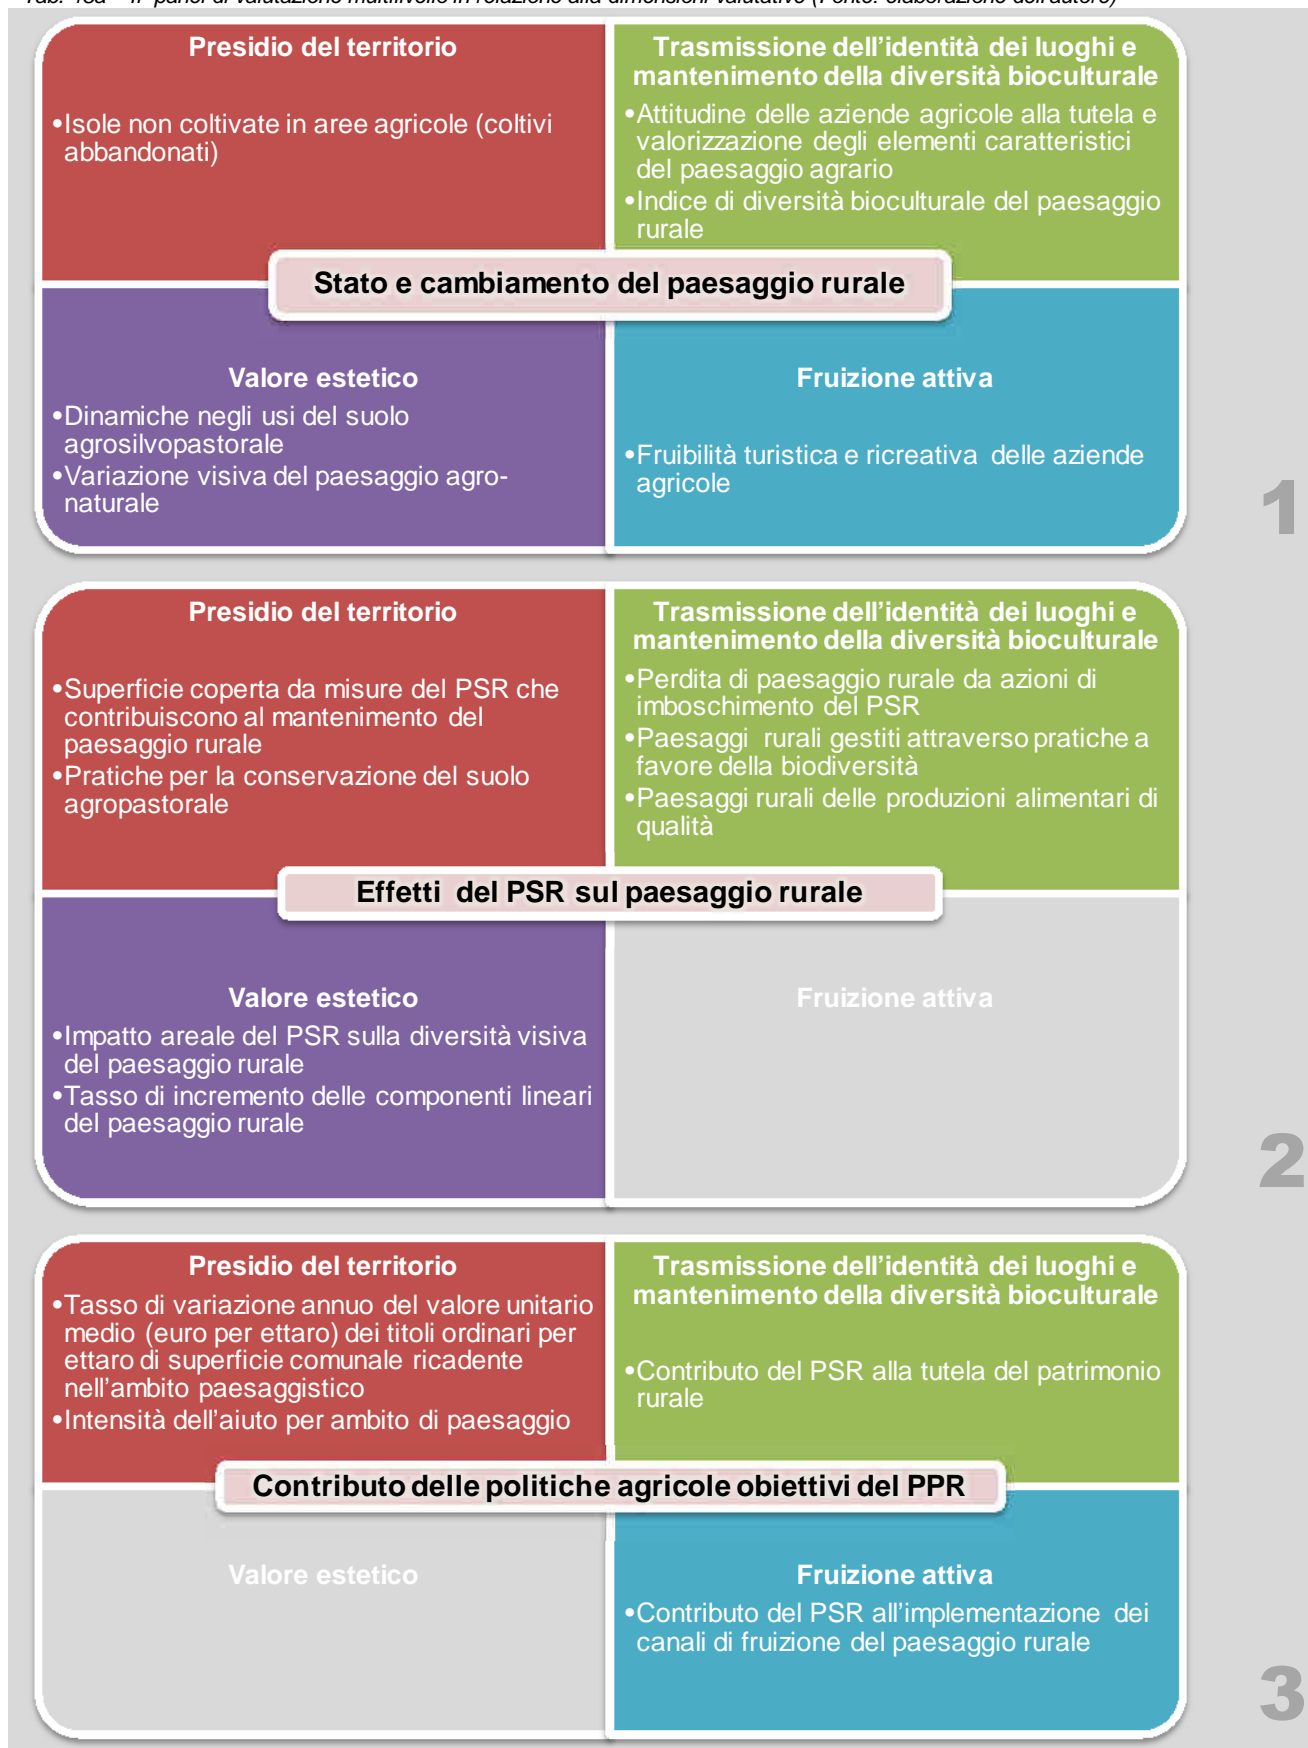 Presidio del territorio
•Isole non coltivate in aree agricole (coltivi
abbandonati)
Trasmissione dell’identità dei luoghi e
mantenimento della diversità bioculturale
•Attitudine delle aziende agricole alla tutela e
valorizzazione degli elementi caratteristici
del paesaggio agrario
•Indice di diversità bioculturale del paesaggio
rurale
Stato e cambiamento del paesaggio rurale
Valore estetico
•Dinamiche negli usi del suolo
agrosilvopastorale
•Variazione visiva del paesaggio agro-
naturale
Fruizione attiva
•Fruibilità turistica e ricreativa delle aziende
agricole
1
Presidio del territorio
•Superficie coperta da misure del PSR che
contribuiscono al mantenimento del
paesaggio rurale
•Pratiche per la conservazione del suolo
agropastorale
Trasmissione dell’identità dei luoghi e
mantenimento della diversità bioculturale
•Perdita di paesaggio rurale da azioni di
imboschimento del PSR
•Paesaggi rurali gestiti attraverso pratiche a
favore della biodiversità
•Paesaggi rurali delle produzioni alimentari di
qualità
Effetti del PSR sul paesaggio rurale
Valore estetico
•Impatto areale del PSR sulla diversità visiva
del paesaggio rurale
•Tasso di incremento delle componenti lineari
del paesaggio rurale
Fruizione attiva
2
Presidio del territorio
•Tasso di variazione annuo del valore unitario
medio (euro per ettaro) dei titoli ordinari per
ettaro di superficie comunale ricadente
nell’ambito paesaggistico
•Intensità dell’aiuto per ambito di paesaggio
Trasmissione dell’identità dei luoghi e
mantenimento della diversità bioculturale
•Contributo del PSR alla tutela del patrimonio
rurale
Contributo delle politiche agricole obiettivi del PPR
Valore estetico
Fruizione attiva
•Contributo del PSR all’implementazione dei
canali di fruizione del paesaggio rurale
3